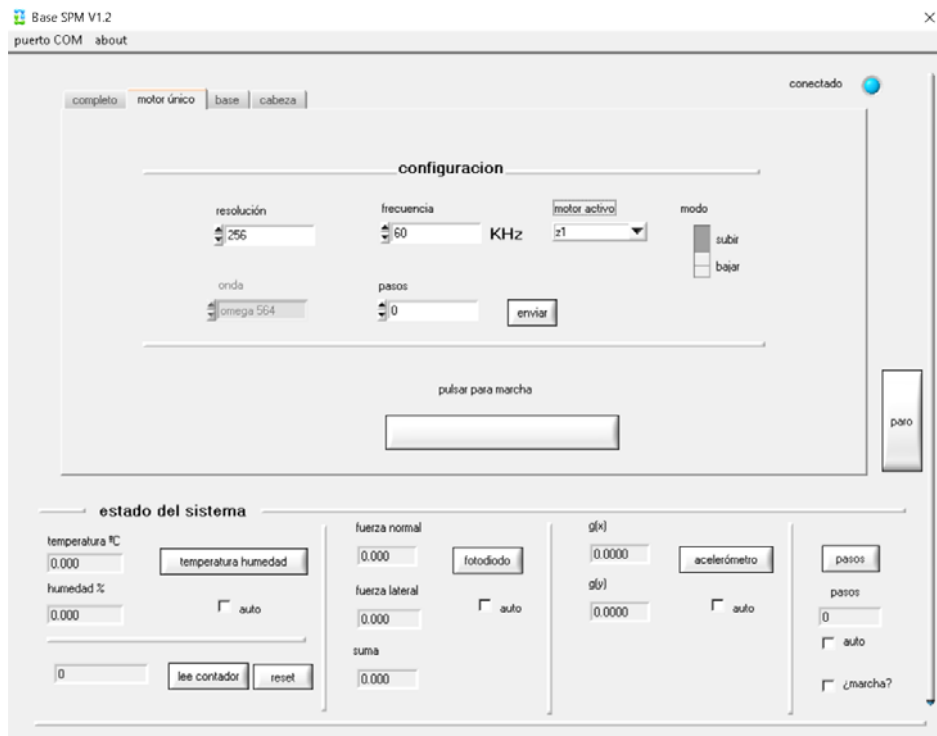 Base SPM V1.2
puerto COM about
conectado
completo motor único base cabeza
configuracion
resolución frecuencia motor activo modo
256 60 KHz z1 subir
bajar
onda pasos
omega 564 0 enviar
pulsar para marcha
paro
estado del sistema
temperatura ºC
0.000
temperatura humedad
humedad %
0.000
auto
0 lee contador reset
fuerza normal
0.000
fotodiodo
fuerza lateral
0.000
auto
suma
0.000
g(x)
0.0000
acelerómetro
g(y)
0.0000
auto
pasos
pasos
0
auto
¿marcha?